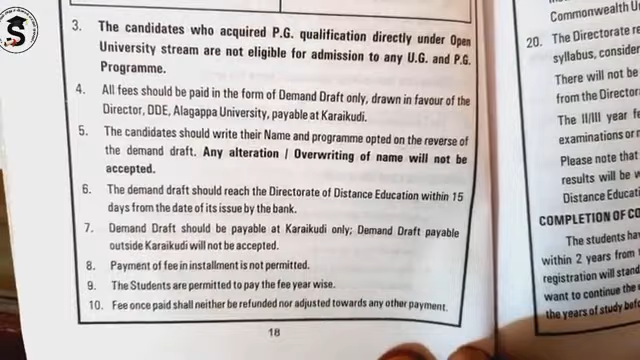 3. The candidates who acquired P.G. qualification directly under Open
University stream are not eligible for admission to any U.G. and P.G.
Programme.
4. All fees should be paid in the form of Demand Draft only, drawn in favour of the
Director, DDE, Alagappa University, payable at Karaikudi.
5. The candidates should write their Name and programme opted on the reverse of
the demand draft. Any alteration / Overwriting of name will not be
accepted.
6. The demand draft should reach the Directorate of Distance Education within 15
days from the date of its issue by the bank.
7. Demand Draft should be payable at Karaikudi only; Demand Draft payable
outside Karaikudi will not be accepted.
8. Payment of fee in installment is not permitted.
9. The Students are permitted to pay the fee year wise.
10. Fee once paid shall neither be refunded nor adjusted towards any other payment.
18
Commonwealth
20. The Directorate
syllabus,
There will not be
from the
The II/III year
examinations or
Please note that
results will be
Distance
COMPLETION OF
The students
within 2 years from
registration will
want to continue the
the years of study
S